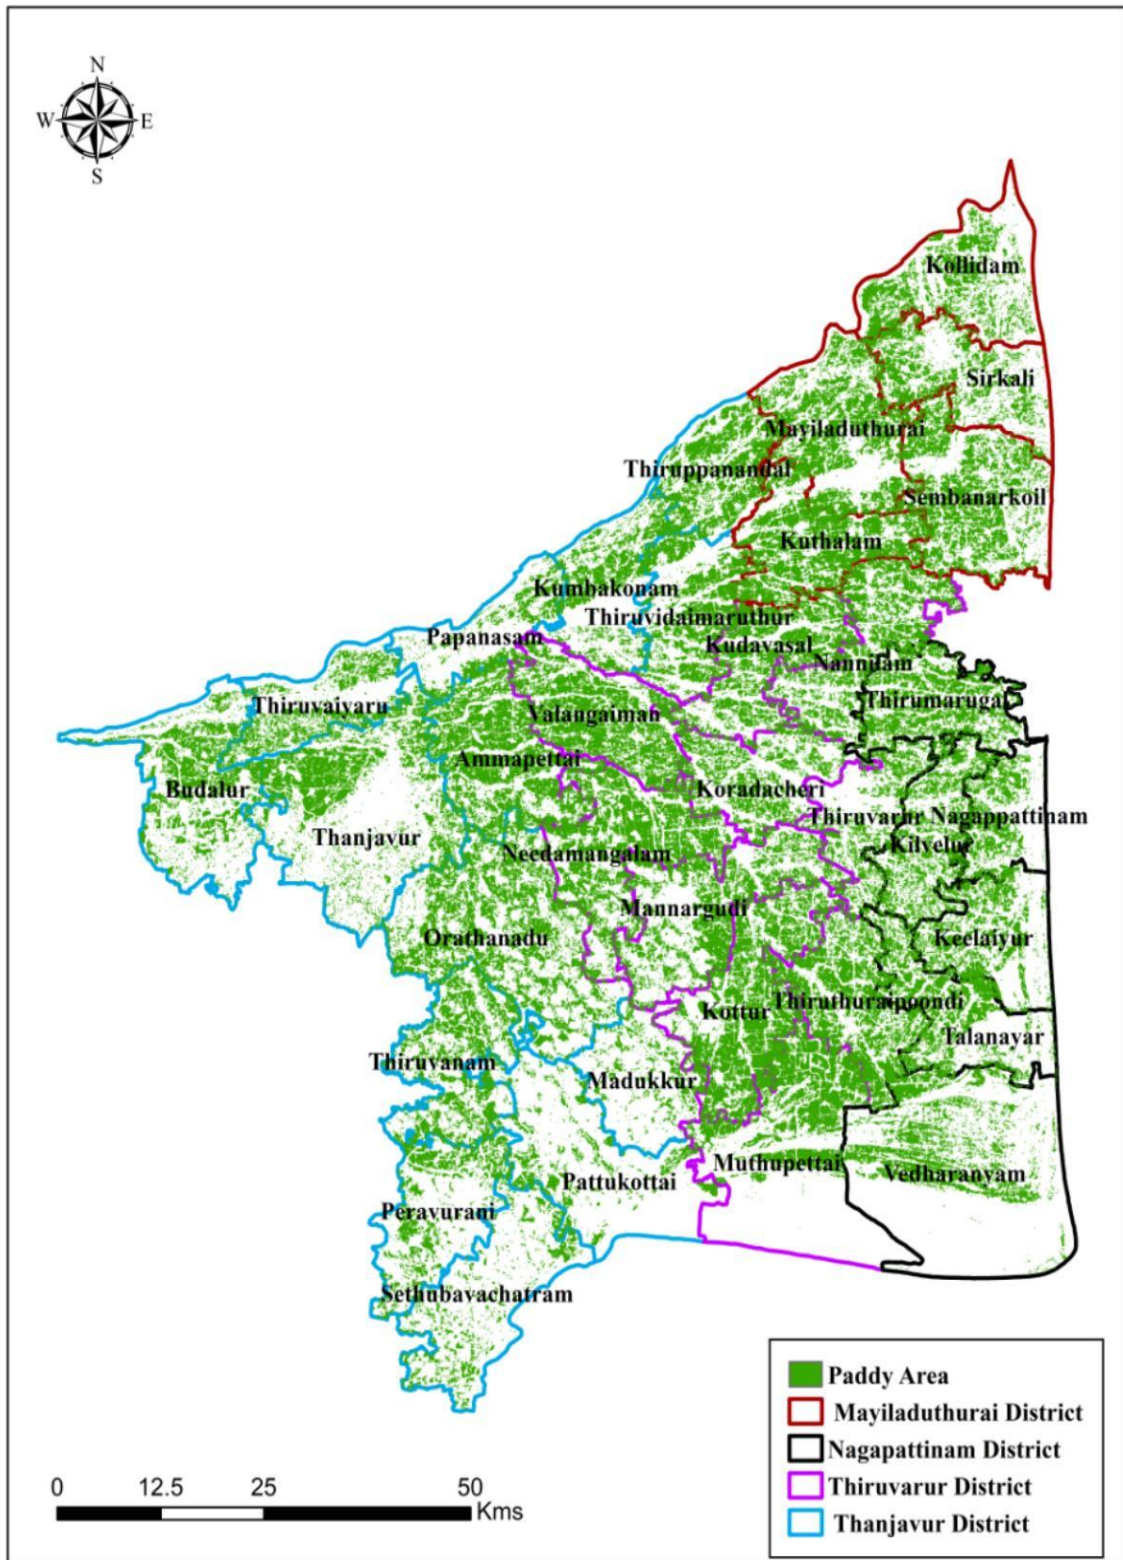 N
W E
S
Kollidam
Sirkali
Mayiladuthurai
Thiruppanandal
Sembanarkoil
Kuthalam
Kumbakonam
Thiruvidaimaruthur
Papanasam
Kudavasal
Nannilam
Thiruvaiyaru
Valangaiman
Thirumarugal
Ammapettai
Budalur
Koradacheri
Thanjavur
Thiruvarur
Nagappattinam
Kilvelur
Needamangalam
Mannargudi
Orathanadu
Keelaiyur
Kottur
Thiruthuraipoondi
Talanayar
Thiruvanam
Madukkur
Muthupettai
Vedharanyam
Pattukottai
Peravurani
Sethubavachatram
Paddy Area
Mayiladuthurai District
Nagapattinam District
Thiruvarur District
Thanjavur District
0 12.5 25 50
Kms